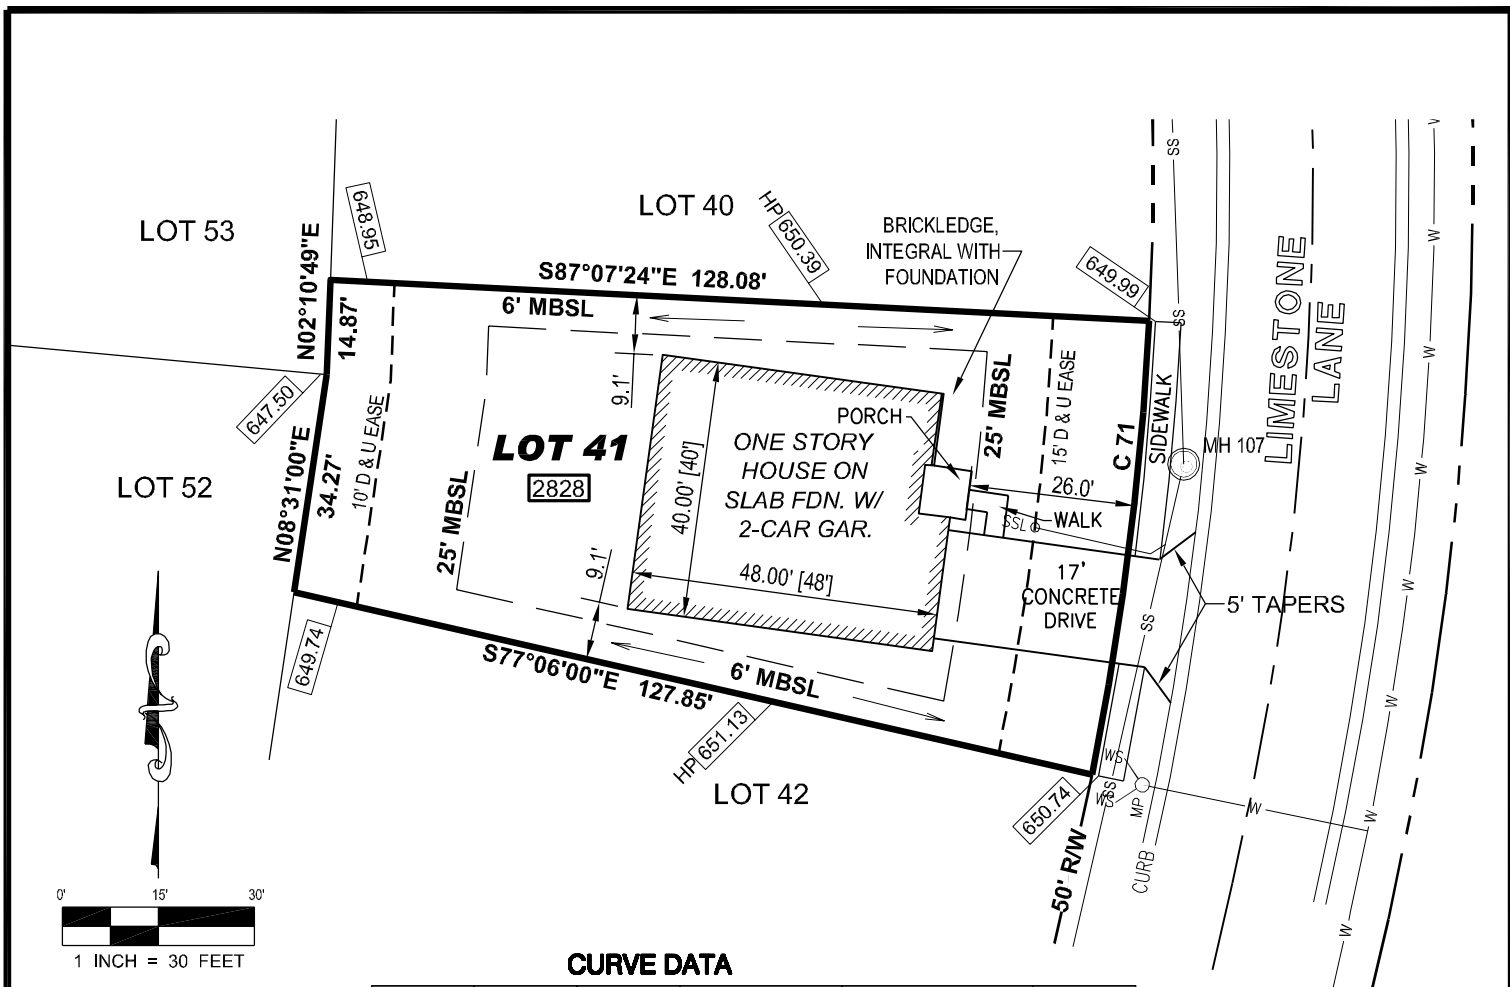 LOT 53
LOT 40
LOT 52
LOT 42
648.95
HP 650.39
649.99
BRICKLEDGE,
INTEGRAL WITH
FOUNDATION
N02°10'49"E
14.87'
S87°07'24"E 128.08'
6' MBSL
647.50
N08°31'00"E
34.27'
10' D & U EASE
25' MBSL
LOT 41
2828
9.1'
40.00' [40']
ONE STORY
HOUSE ON
SLAB FDN. W/
2-CAR GAR.
48.00' [48']
9.1'
PORCH
25' MBSL
15' D & U EASE
C 71
SIDEWALK
26.0'
WALK
SSL
17'
CONCRETE
DRIVE
MH 107
5' TAPERS
LIMESTONE
LANE
SS
SS
SS
SS
W
W
W
W
W
W
W
W
W
W
W
649.74
S77°06'00"E 127.85'
6' MBSL
HP 651.13
650.74
WS
WS
MP
CURB
50' R/W
0' 15' 30'
1 INCH = 30 FEET
CURVE DATA